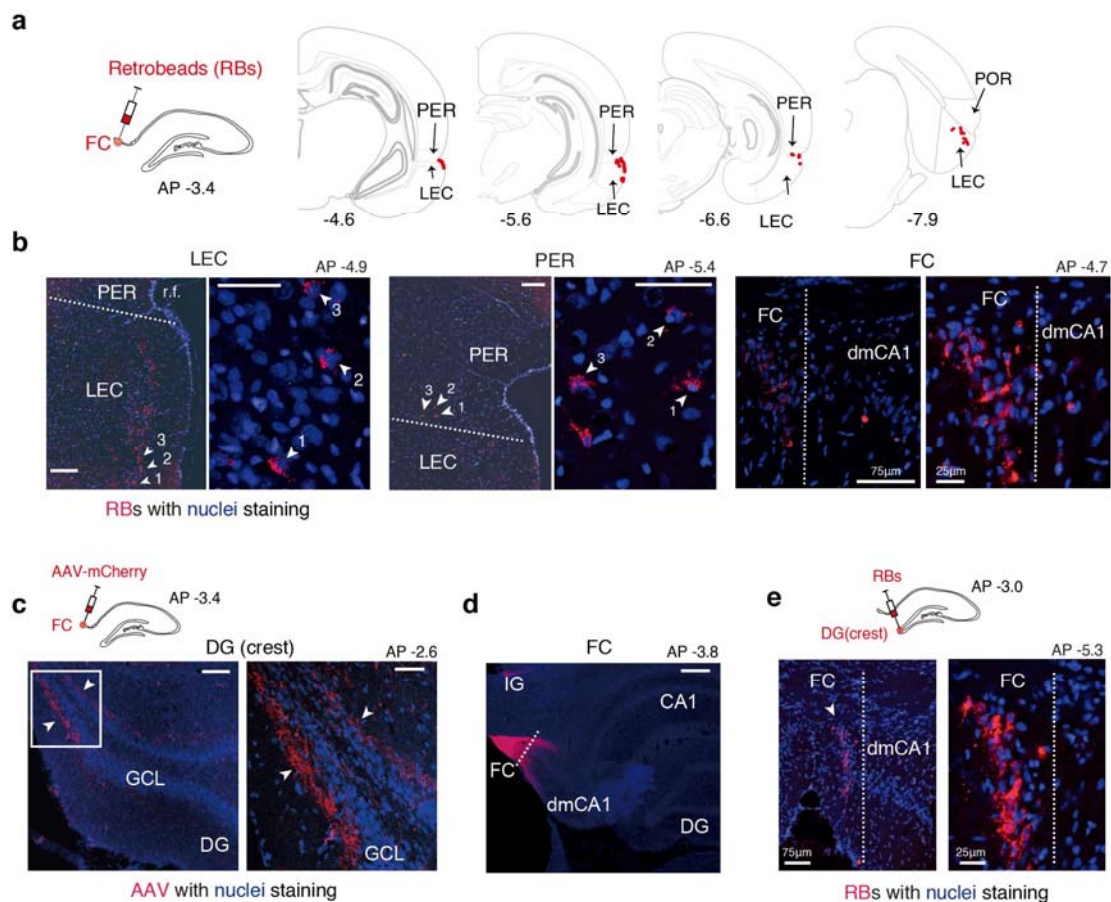 a
Retrobeads (RBs)
FC
AP -3.4
PER
LEC
-4.6
PER
LEC
-5.6
PER
LEC
-6.6
POR
LEC
-7.9
b
LEC
AP -4.9
PER
r.f.
LEC
3
2
1
3
2
1
PER
AP -5.4
PER
3
2
1
LEC
2
3
1
FC
AP -4.7
FC
dmCA1
75µm
FC
dmCA1
25µm
RBs with nuclei staining
AAV-mCherry
c
AP -3.4
FC
DG (crest)
AP -2.6
GCL
DG
GCL
AAV with nuclei staining
d
FC
AP -3.8
IG
CA1
FC
dmCA1
DG
e
RBs
AP -3.0
DG(crest)
AP -5.3
FC
dmCA1
75µm
FC
25µm
RBs with nuclei staining